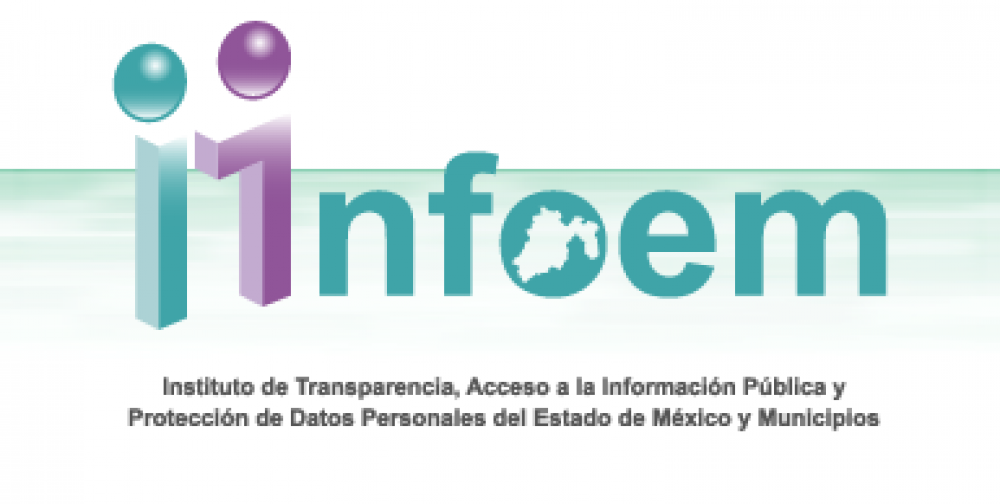 infoem
Instituto de Transparencia, Acceso a la Información Pública y
Protección de Datos Personales del Estado de México y Municipios